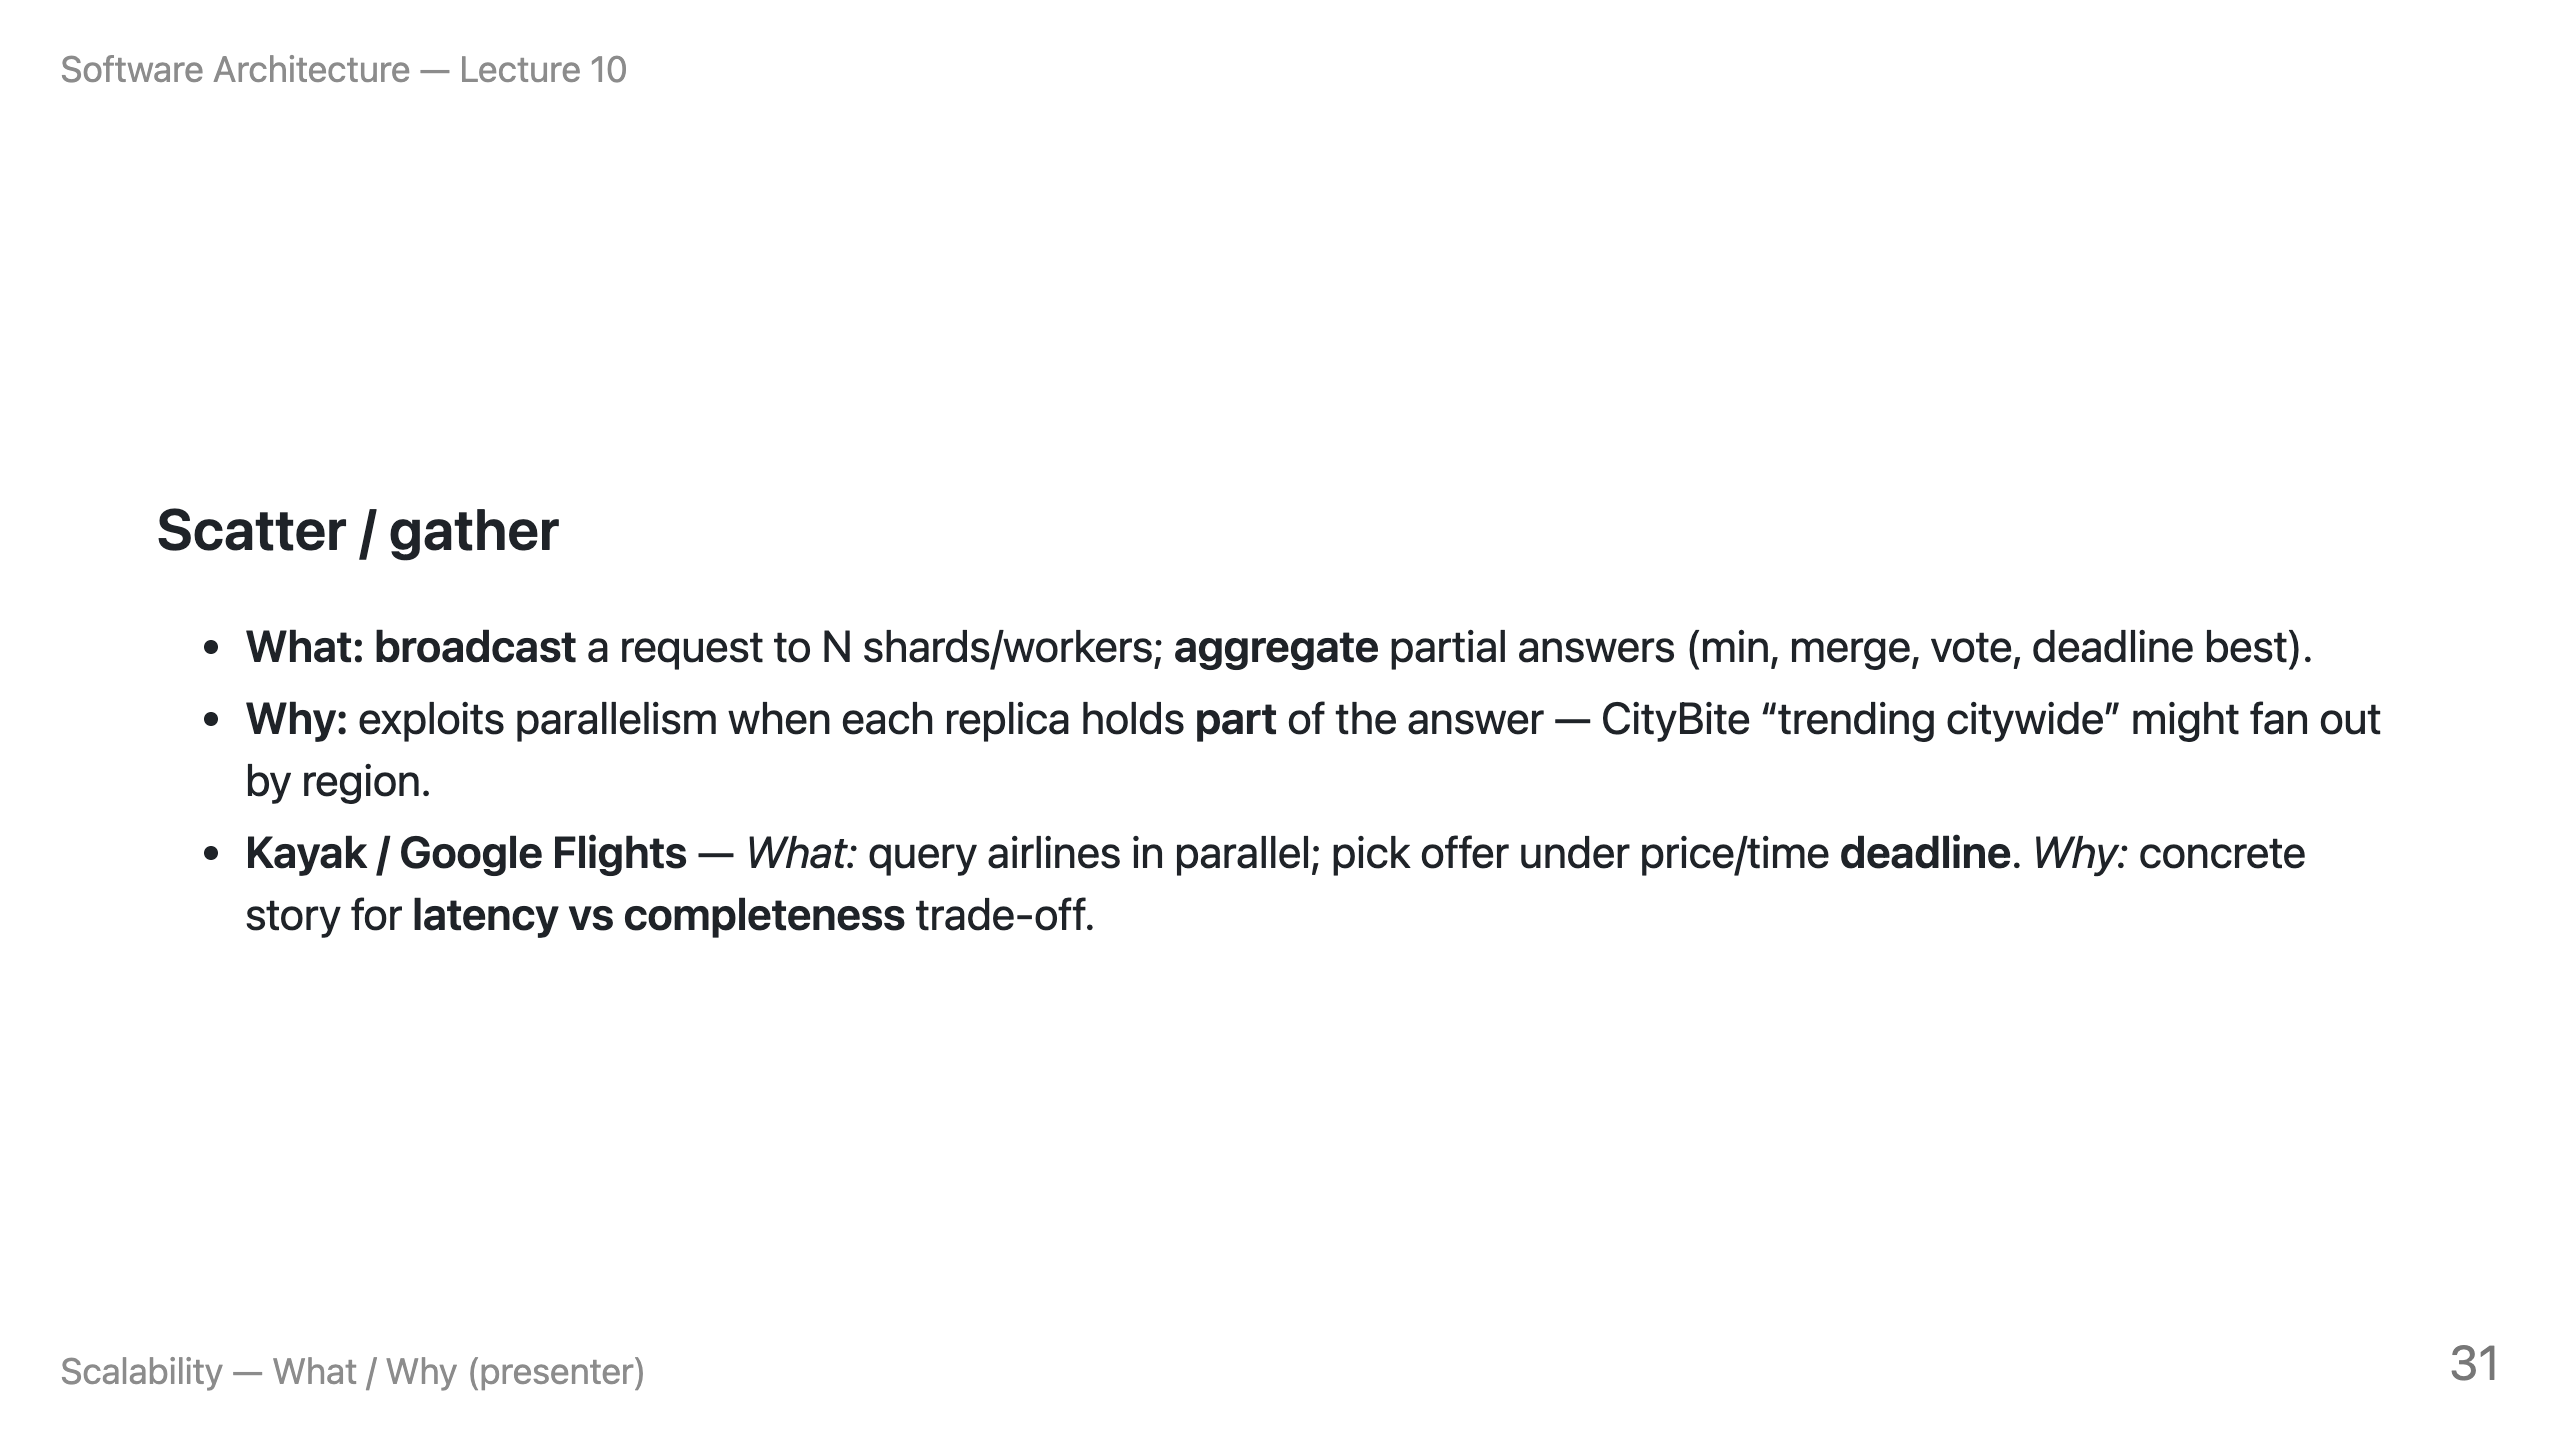 Software Architecture — Lecture 10
Scatter / gather
• What: broadcast a request to N shards/workers; aggregate partial answers (min, merge, vote, deadline best).
• Why: exploits parallelism when each replica holds part of the answer — CityBite “trending citywide” might fan out
by region.
• Kayak / Google Flights — What: query airlines in parallel; pick offer under price/time deadline. Why: concrete
story for latency vs completeness trade-off.
Scalability — What / Why (presenter)
31